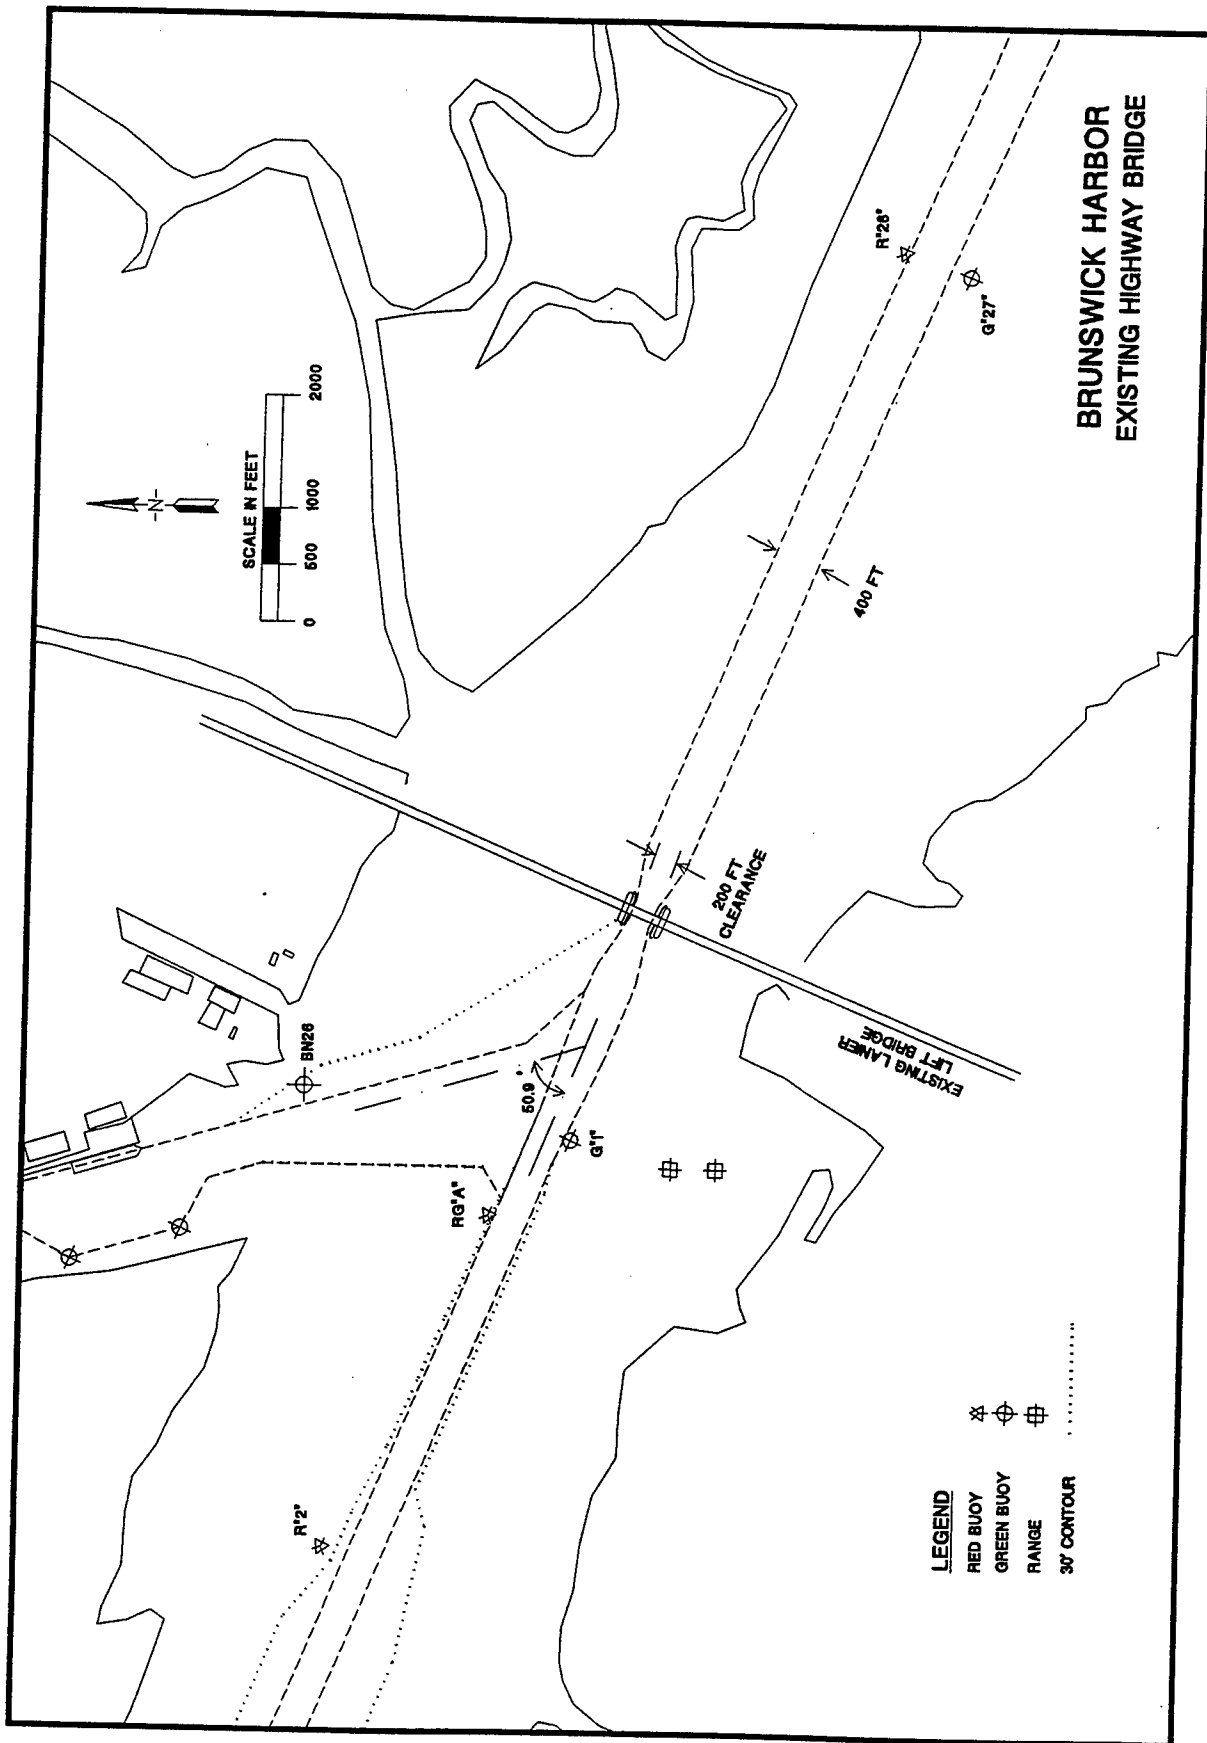 BRUNSWICK HARBOR
EXISTING HIGHWAY BRIDGE
-N-
SCALE IN FEET
0 500 1000 2000
R"26"
G"27"
400 FT
200 FT
CLEARANCE
EXISTING LANIER
LIFT BRIDGE
BN26
50.9°
G"1"
RG"A"
R"2"
LEGEND
RED BUOY
GREEN BUOY
RANGE
30' CONTOUR